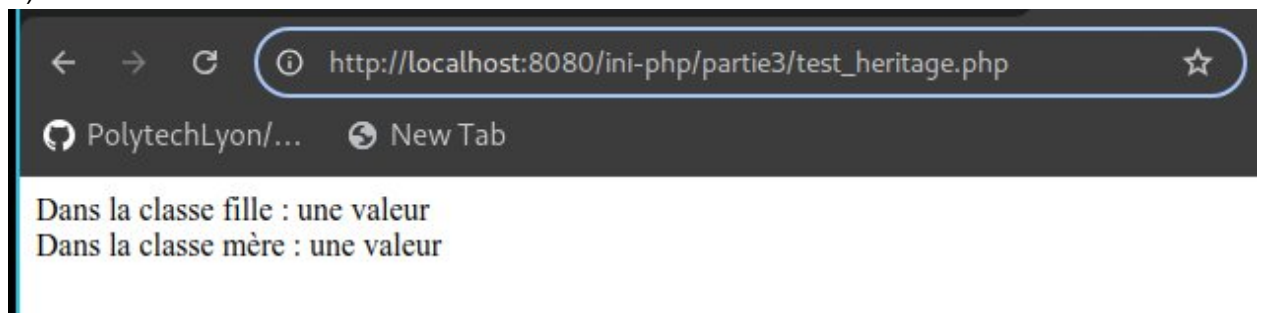 http://localhost:8080/ini-php/partie3/test_heritage.php
PolytechLyon/... New Tab
Dans la classe fille : une valeur
Dans la classe mère : une valeur